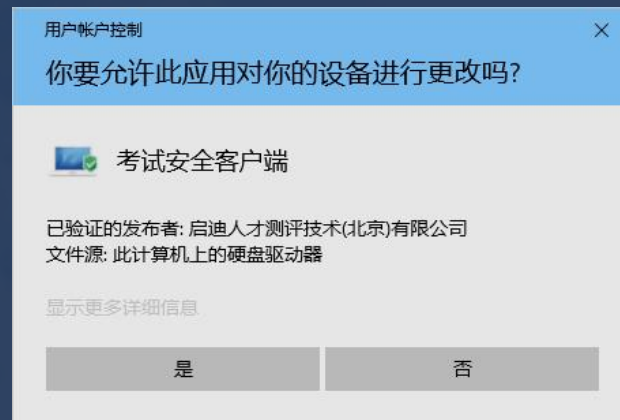 用户帐户控制
你要允许此应用对你的设备进行更改吗?
考试安全客户端
已验证的发布者: 启迪人才测评技术(北京)有限公司
文件源: 此计算机上的硬盘驱动器
显示更多详细信息
是
否